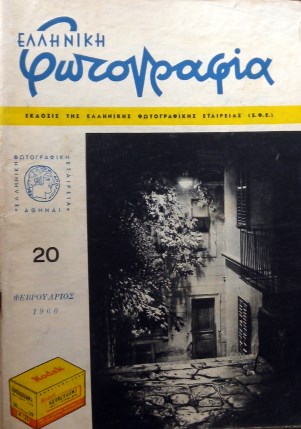 ΕΛΛΗΝΙΚΗ
φωτογραφία
ΕΚΔΟΣΙΣ ΤΗΣ ΕΛΛΗΝΙΚΗΣ ΦΩΤΟΓΡΑΦΙΚΗΣ ΕΤΑΙΡΕΙΑΣ (Ε.Φ.Ε.)
ΕΛΛΗΝΙΚΗ ΦΩΤΟΓΡΑΦΙΚΗ ΕΤΑΙΡΕΙΑ
ΑΘΗΝΑΙ
20
ΦΕΒΡΟΥΑΡΙΟΣ
1960
Kodak